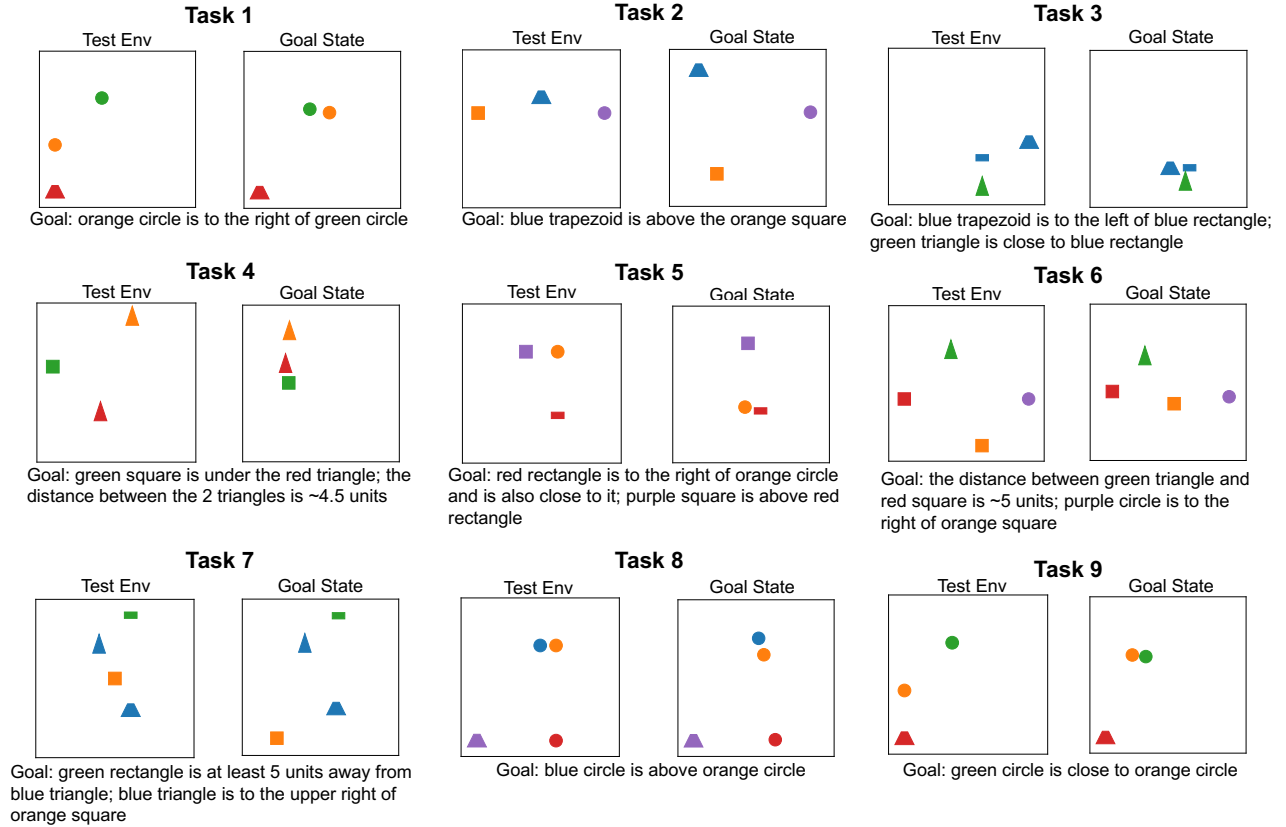 Task 1
Test Env
Goal State
Goal: orange circle is to the right of green circle
Task 2
Test Env
Goal State
Goal: blue trapezoid is above the orange square
Task 3
Test Env
Goal State
Goal: blue trapezoid is to the left of blue rectangle;
green triangle is close to blue rectangle
Task 4
Test Env
Goal State
Goal: green square is under the red triangle; the
distance between the 2 triangles is ~4.5 units
Task 5
Test Env
Goal State
Goal: red rectangle is to the right of orange circle
and is also close to it; purple square is above red
rectangle
Task 6
Test Env
Goal State
Goal: the distance between green triangle and
red square is ~5 units; purple circle is to the
right of orange square
Task 7
Test Env
Goal State
Goal: green rectangle is at least 5 units away from
blue triangle; blue triangle is to the upper right of
orange square
Task 8
Test Env
Goal State
Goal: blue circle is above orange circle
Task 9
Test Env
Goal State
Goal: green circle is close to orange circle